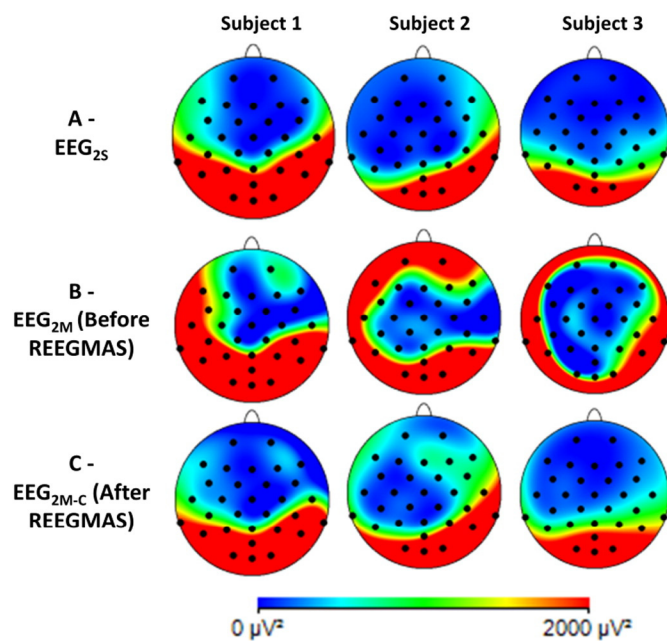 Subject 1 Subject 2 Subject 3
A -
EEG2S
B -
EEG2M (Before
REEGMAS)
C -
EEG2M-C (After
REEGMAS)
0 µV² 2000 µV²